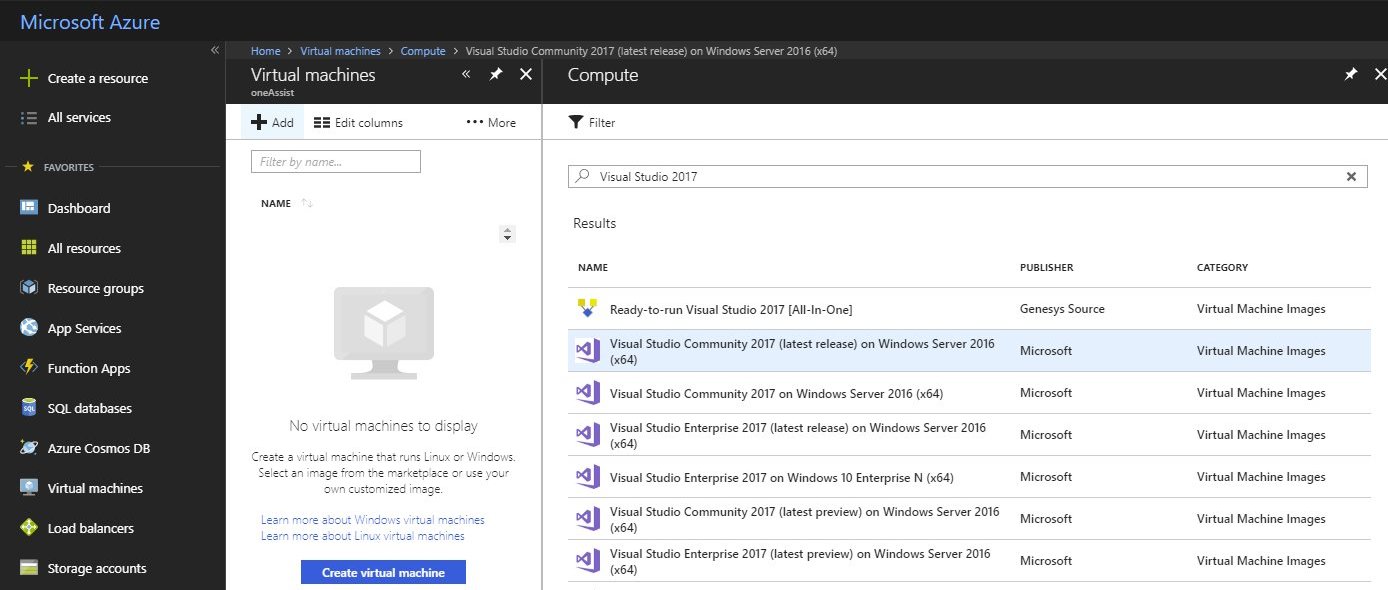 Microsoft Azure
«
Create a resource
All services
FAVORITES
Dashboard
All resources
Resource groups
App Services
Function Apps
SQL databases
Azure Cosmos DB
Virtual machines
Load balancers
Storage accounts
Home > Virtual machines > Compute > Visual Studio Community 2017 (latest release) on Windows Server 2016 (x64)
Virtual machines
oneAssist
Add Edit columns ••• More
Filter by name...
NAME
No virtual machines to display
Create a virtual machine that runs Linux or Windows.
Select an image from the marketplace or use your
own customized image.
Learn more about Windows virtual machines
Learn more about Linux virtual machines
Create virtual machine
Compute
Filter
Visual Studio 2017
Results
NAME PUBLISHER CATEGORY
Ready-to-run Visual Studio 2017 [All-In-One] Genesys Source Virtual Machine Images
Visual Studio Community 2017 (latest release) on Windows Server 2016
(x64) Microsoft Virtual Machine Images
Visual Studio Community 2017 on Windows Server 2016 (x64) Microsoft Virtual Machine Images
Visual Studio Enterprise 2017 (latest release) on Windows Server 2016
(x64) Microsoft Virtual Machine Images
Visual Studio Enterprise 2017 on Windows 10 Enterprise N (x64) Microsoft Virtual Machine Images
Visual Studio Community 2017 (latest preview) on Windows Server 2016
(x64) Microsoft Virtual Machine Images
Visual Studio Enterprise 2017 (latest preview) on Windows Server 2016
(x64) Microsoft Virtual Machine Images